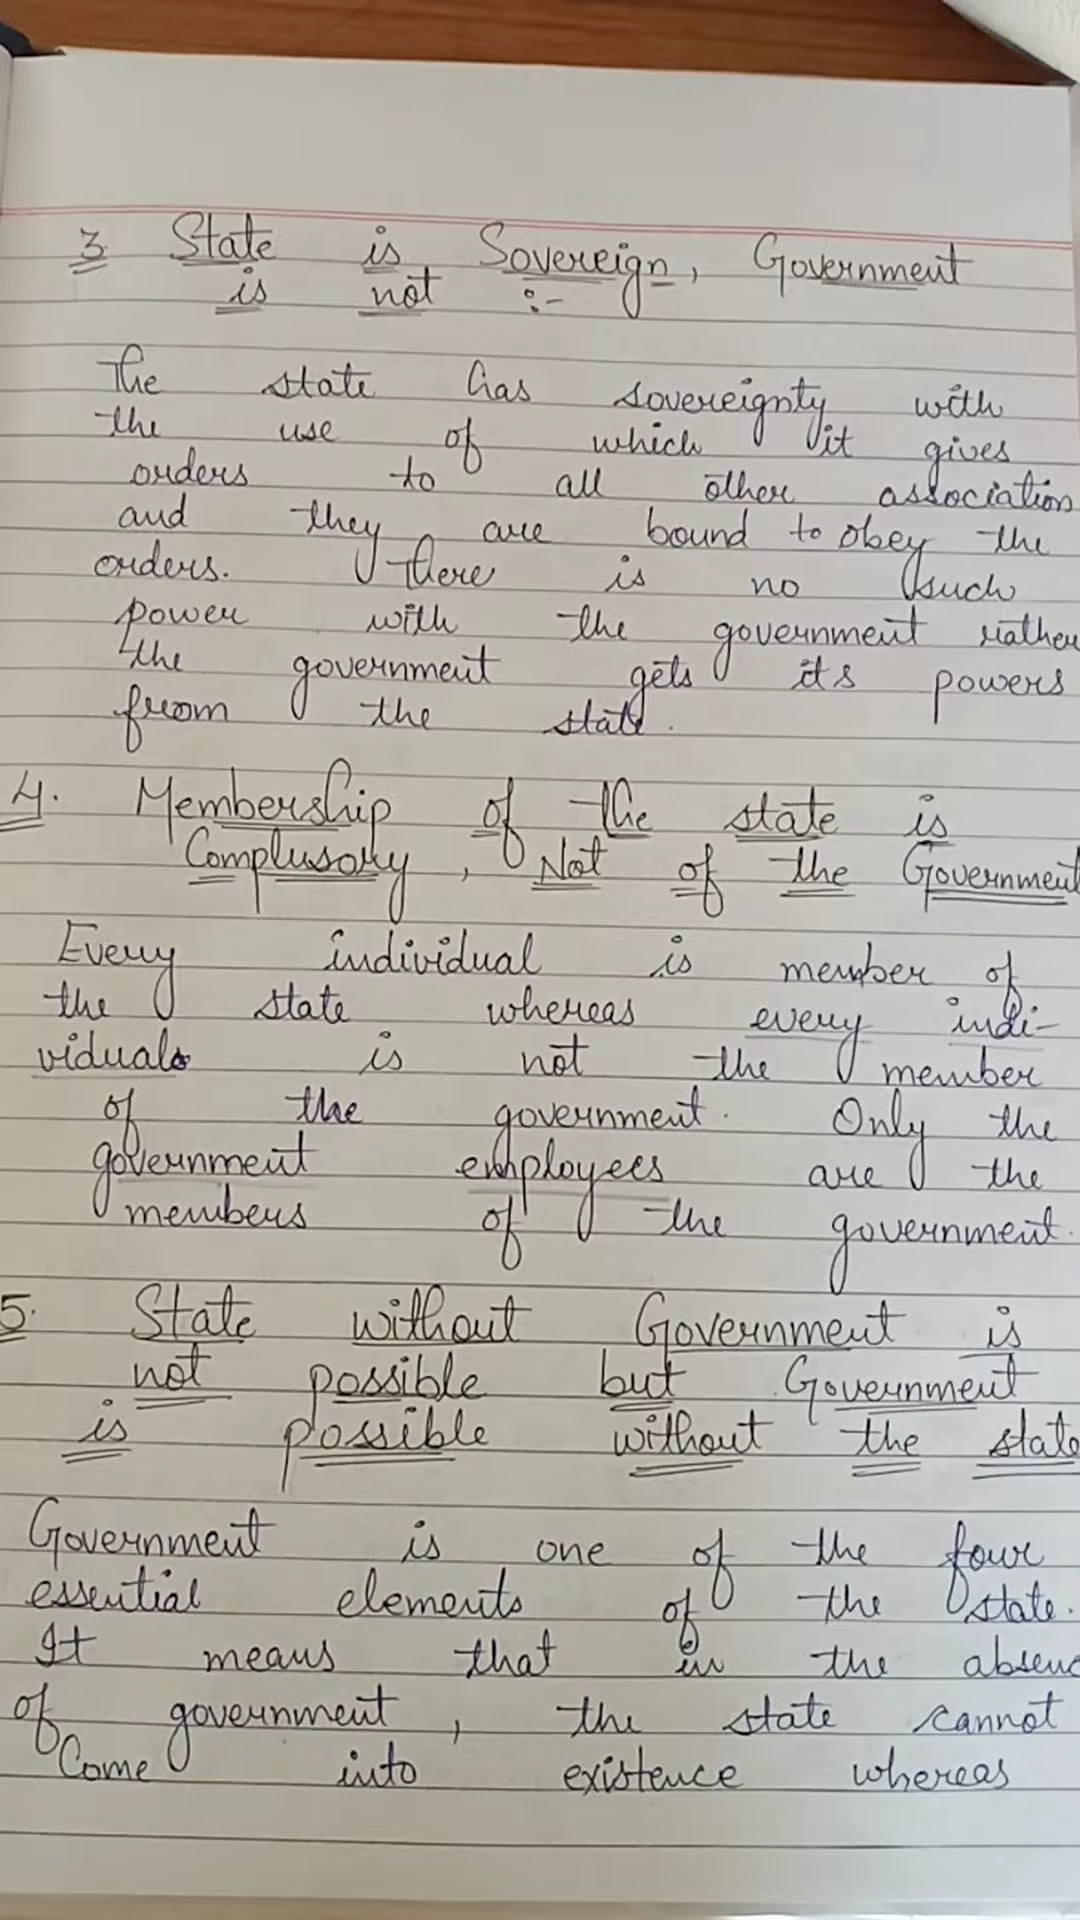 3. State is Sovereign, Government
is not :-
The state has sovereignty with
the use of which it gives
orders to all other association
and they are bound to obey the
orders. There is no such
power with the government rather
the government gets its powers
from the state.
4. Membership of the state is
Complusory, Not of the Government
Every individual is member of
the state whereas every indi-
viduals is not the member
of the government. Only the
government employees are the
members of the government.
5. State without Government is
not possible but Government
is possible without the state
Government is one of the four
essential elements of the state.
It means that in the absenc
of government, the state cannot
Come into existence whereas